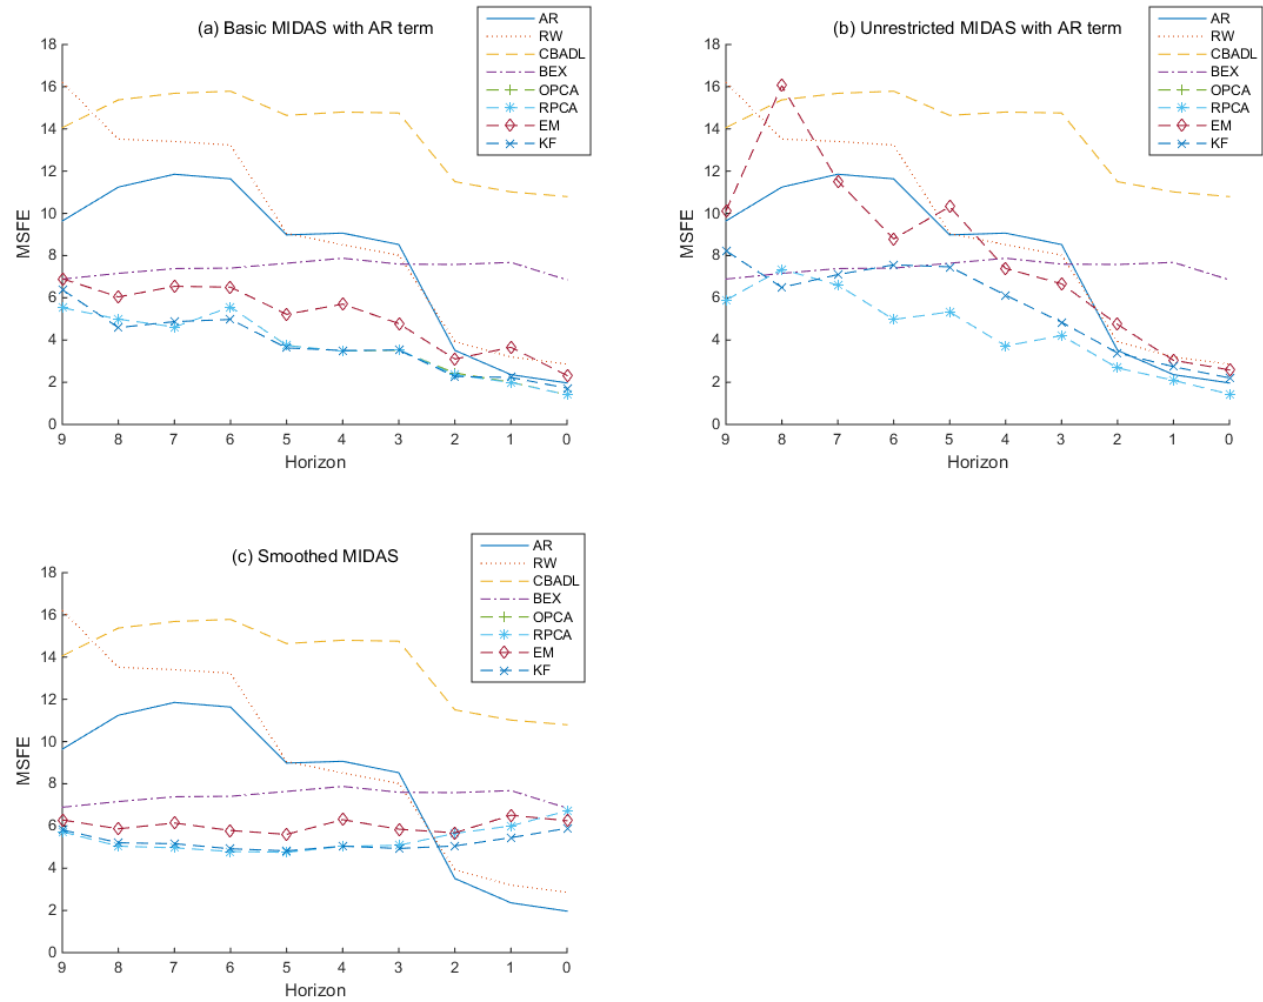 (a) Basic MIDAS with AR term
AR
RW
CBADL
BEX
OPCA
RPCA
EM
KF
MSFE
18
16
14
12
10
8
6
4
2
0
9 8 7 6 5 4 3 2 1 0
Horizon
(b) Unrestricted MIDAS with AR term
AR
RW
CBADL
BEX
OPCA
RPCA
EM
KF
MSFE
18
16
14
12
10
8
6
4
2
0
9 8 7 6 5 4 3 2 1 0
Horizon
(c) Smoothed MIDAS
AR
RW
CBADL
BEX
OPCA
RPCA
EM
KF
MSFE
18
16
14
12
10
8
6
4
2
0
9 8 7 6 5 4 3 2 1 0
Horizon